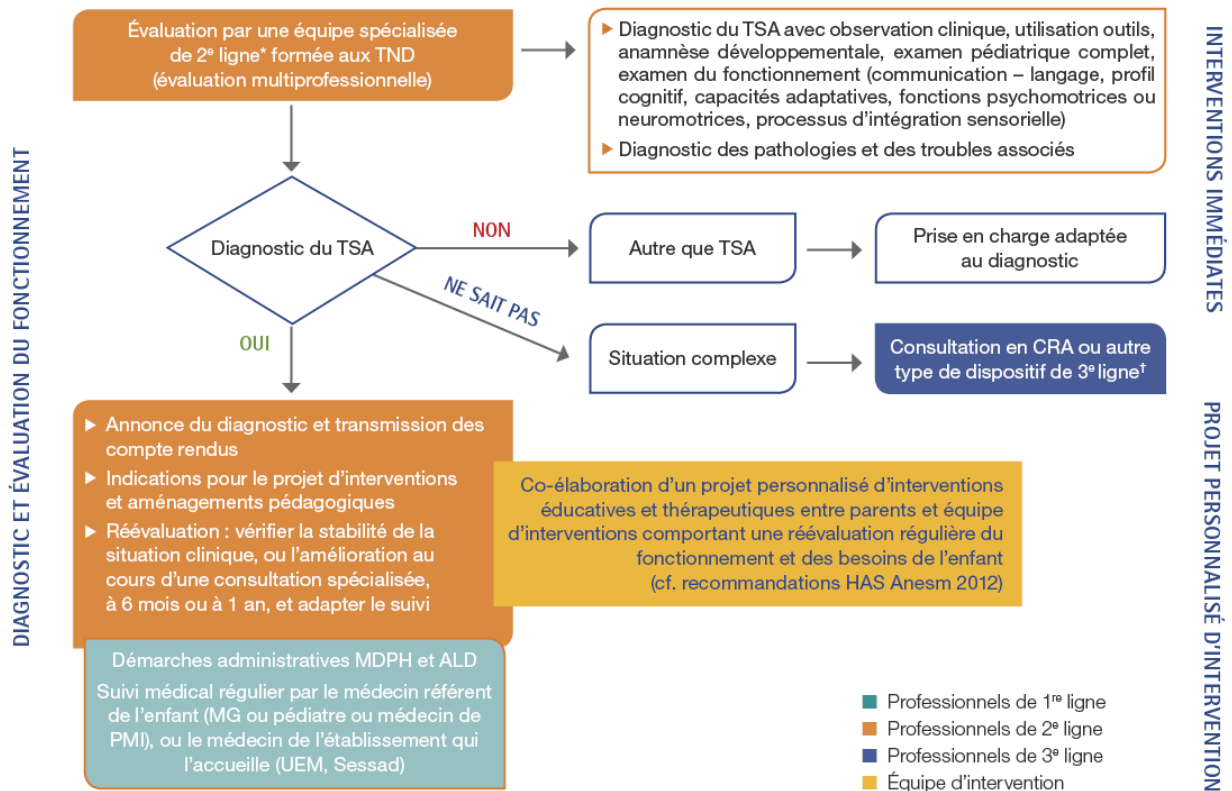 Évaluation par une équipe spécialisée
de 2e ligne* formée aux TND
(évaluation multiprofessionnelle)
▶ Diagnostic du TSA avec observation clinique, utilisation outils,
anamnèse développementale, examen pédiatrique complet,
examen du fonctionnement (communication – langage, profil
cognitif, capacités adaptatives, fonctions psychomotrices ou
neuromotrices, processus d'intégration sensorielle)
▶ Diagnostic des pathologies et des troubles associés
INTERVENTIONS IMMÉDIATES
DIAGNOSTIC ET ÉVALUATION DU FONCTIONNEMENT
Diagnostic du TSA
NON
Autre que TSA
Prise en charge adaptée
au diagnostic
NE SAIT PAS
OUI
Situation complexe
Consultation en CRA ou autre
type de dispositif de 3e ligne†
▶ Annonce du diagnostic et transmission des
compte rendus
▶ Indications pour le projet d'interventions
et aménagements pédagogiques
▶ Réévaluation : vérifier la stabilité de la
situation clinique, ou l'amélioration au
cours d'une consultation spécialisée,
à 6 mois ou à 1 an, et adapter le suivi
Co-élaboration d'un projet personnalisé d'interventions
éducatives et thérapeutiques entre parents et équipe
d'interventions comportant une réévaluation régulière du
fonctionnement et des besoins de l'enfant
(cf. recommandations HAS Anesm 2012)
PROJET PERSONNALISÉ D'INTERVENTION
Démarches administratives MDPH et ALD
Suivi médical régulier par le médecin référent
de l'enfant (MG ou pédiatre ou médecin de
PMI), ou le médecin de l'établissement qui
l'accueille (UEM, Sessad)
Professionnels de 1re ligne
Professionnels de 2e ligne
Professionnels de 3e ligne
Équipe d'intervention